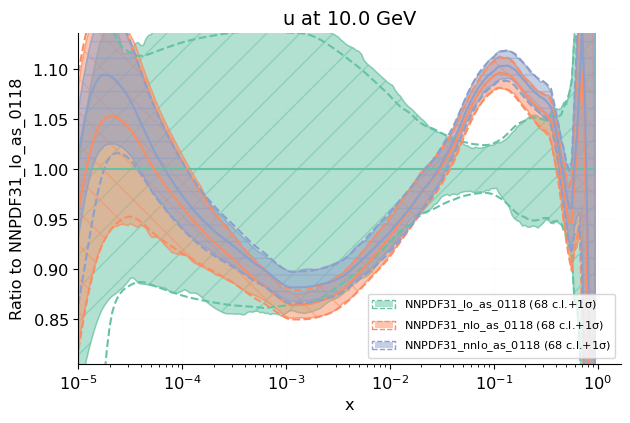 u at 10.0 GeV
Ratio to NNPDF31_lo_as_0118
1.10
1.05
1.00
0.95
0.90
0.85
10⁻⁵
10⁻⁴
10⁻³
10⁻²
10⁻¹
10⁰
x
NNPDF31_lo_as_0118 (68 c.l.+1σ)
NNPDF31_nlo_as_0118 (68 c.l.+1σ)
NNPDF31_nnlo_as_0118 (68 c.l.+1σ)